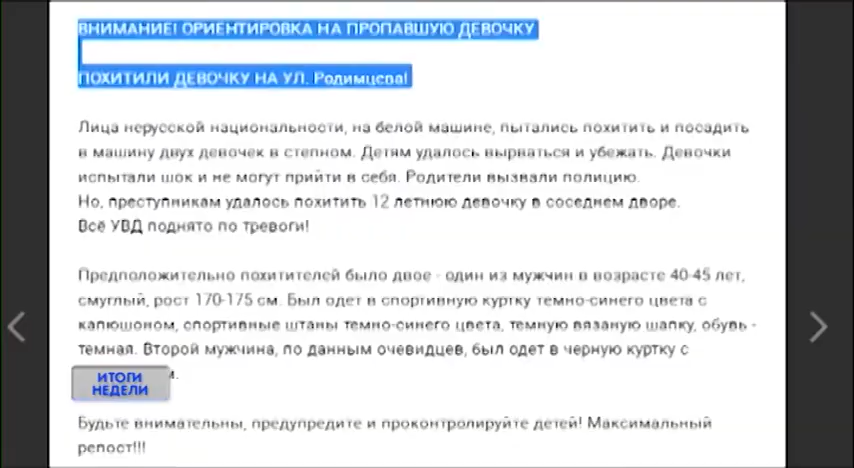 ВНИМАНИЕ! ОРИЕНТИРОВКА НА ПРОПАВШУЮ ДЕВОЧКУ
ПОХИТИЛИ ДЕВОЧКУ НА УЛ. Родимцева!
Лица нерусской национальности, на белой машине, пытались похитить и посадить
в машину двух девочек в степном. Детям удалось вырваться и убежать. Девочки
испытали шок и не могут прийти в себя. Родители вызвали полицию.
Но, преступникам удалось похитить 12 летнюю девочку в соседнем дворе.
Всё УВД поднято по тревоги!
Предположительно похитителей было двое - один из мужчин в возрасте 40-45 лет,
смуглый, рост 170-175 см. Был одет в спортивную куртку темно-синего цвета с
капюшоном, спортивные штаны темно-синего цвета, темную вязаную шапку, обувь -
темная. Второй мужчина, по данным очевидцев, был одет в черную куртку с
ИТОГИ
НЕДЕЛИ
Будьте внимательны, предупредите и проконтролируйте детей! Максимальный
репост!!!